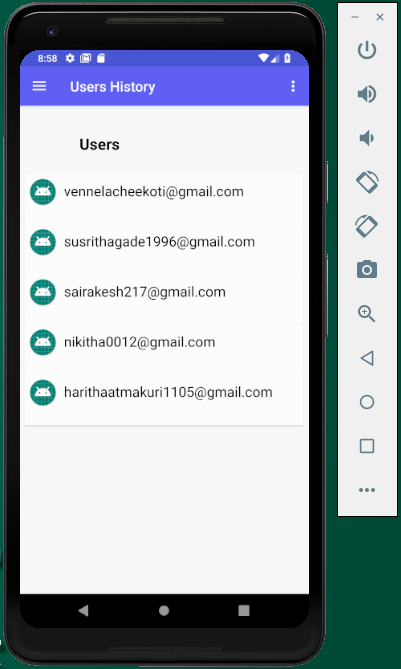 8:58
Users History
Users
vennelacheekoti@gmail.com
susrithagade1996@gmail.com
sairakesh217@gmail.com
nikitha0012@gmail.com
harithaatmakuri1105@gmail.com